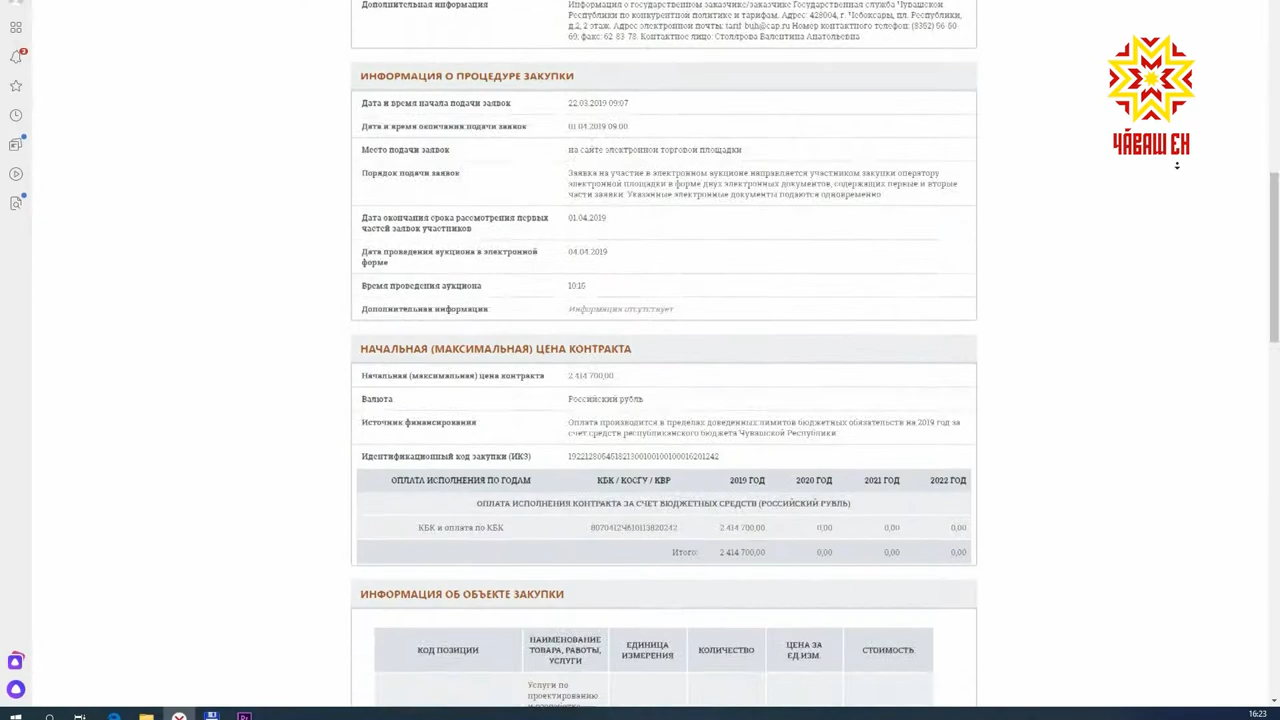 Дополнительная информация
Информация о государственном заказчике/заказчике Государственная служба Чувашской
Республики по конкурентной политике и тарифам. Адрес: 428004, г. Чебоксары, пл. Республики,
д.2, 2 этаж. Адрес электронной почты: Номер контактного телефон:
факс: 62-83-78. Контактное лицо: Столярова Валентина Анатольевна
ИНФОРМАЦИЯ О ПРОЦЕДУРЕ ЗАКУПКИ
Дата и время начала подачи заявок
22.03.2019 09:07
Дата и время окончания подачи заявок
01.04.2019 09:00
Место подачи заявок
на сайте электронной торговой площадки
Порядок подачи заявок
Заявка на участие в электронном аукционе направляется участником закупки оператору
электронной площадки в форме двух электронных документов, содержащих первые и вторые
части заявки. Указанные электронные документы подаются одновременно
Дата окончания срока рассмотрения первых
частей заявок участников
01.04.2019
Дата проведения аукциона в электронной
форме
04.04.2019
Время проведения аукциона
10:15
Дополнительная информация
Информация отсутствует
НАЧАЛЬНАЯ (МАКСИМАЛЬНАЯ) ЦЕНА КОНТРАКТА
Начальная (максимальная) цена контракта
2 414 700,00
Валюта
Российский рубль
Источник финансирования
Оплата производится в пределах доведенных лимитов бюджетных обязательств на 2019 год за
счет средств республиканского бюджета Чувашской Республики
Идентификационный код закупки (ИКЗ)
ОПЛАТА ИСПОЛНЕНИЯ ПО ГОДАМ
КБК / КОСГУ / КВР
2019 ГОД
2020 ГОД
2021 ГОД
2022 ГОД
ОПЛАТА ИСПОЛНЕНИЯ КОНТРАКТА ЗА СЧЕТ БЮДЖЕТНЫХ СРЕДСТВ (РОССИЙСКИЙ РУБЛЬ)
КБК и оплата по КБК
2 414 700,00
0,00
0,00
0,00
Итого:
2 414 700,00
0,00
0,00
0,00
ИНФОРМАЦИЯ ОБ ОБЪЕКТЕ ЗАКУПКИ
КОД ПОЗИЦИИ
НАИМЕНОВАНИЕ
ТОВАРА, РАБОТЫ,
УСЛУГИ
ЕДИНИЦА
ИЗМЕРЕНИЯ
КОЛИЧЕСТВО
ЦЕНА ЗА
ЕД.ИЗМ.
СТОИМОСТЬ
Услуги по
проектированию
ЧӐВАШ ЕН
16:23